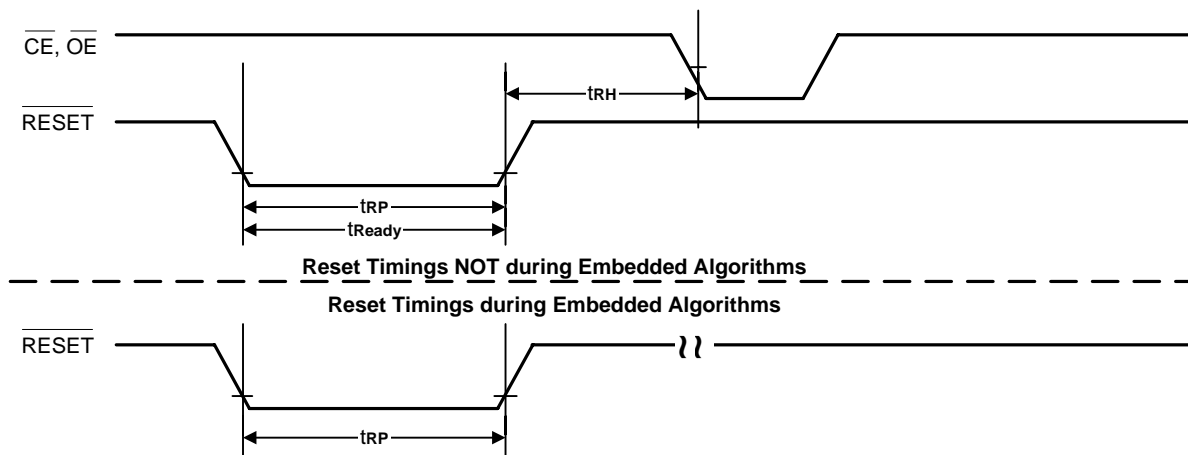 CE, OE
tRH
RESET
tRP
tReady
Reset Timings NOT during Embedded Algorithms
Reset Timings during Embedded Algorithms
RESET
tRP